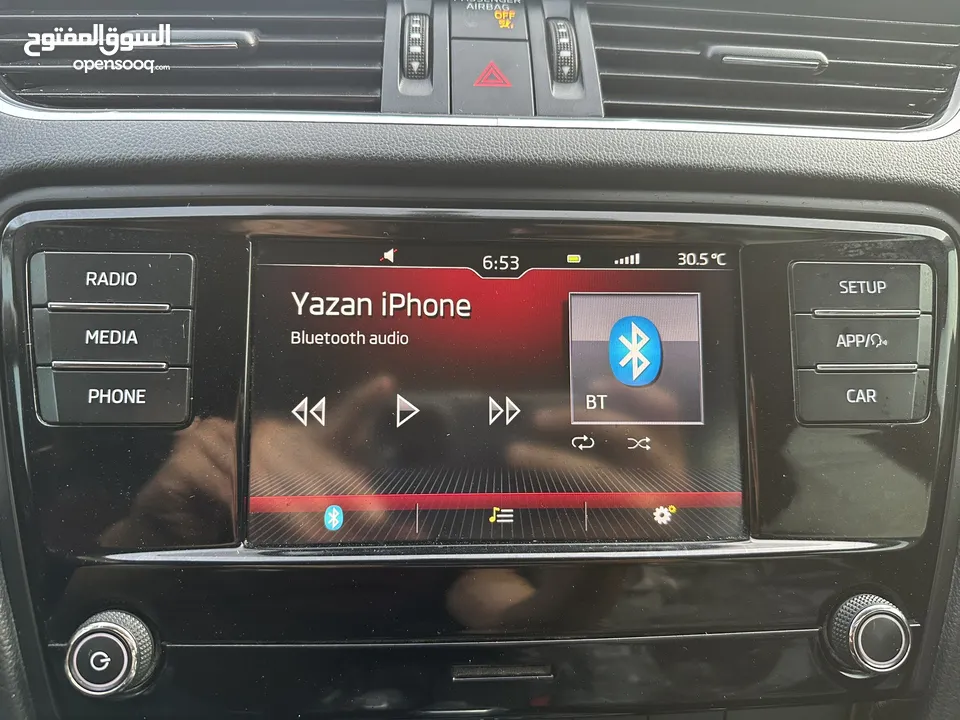 السوق المفتوح
opensooq.com
PASSENGER
AIRBAG
OFF
RADIO
MEDIA
PHONE
6:53
30.5°C
Yazan iPhone
Bluetooth audio
BT
SETUP
APP/
CAR